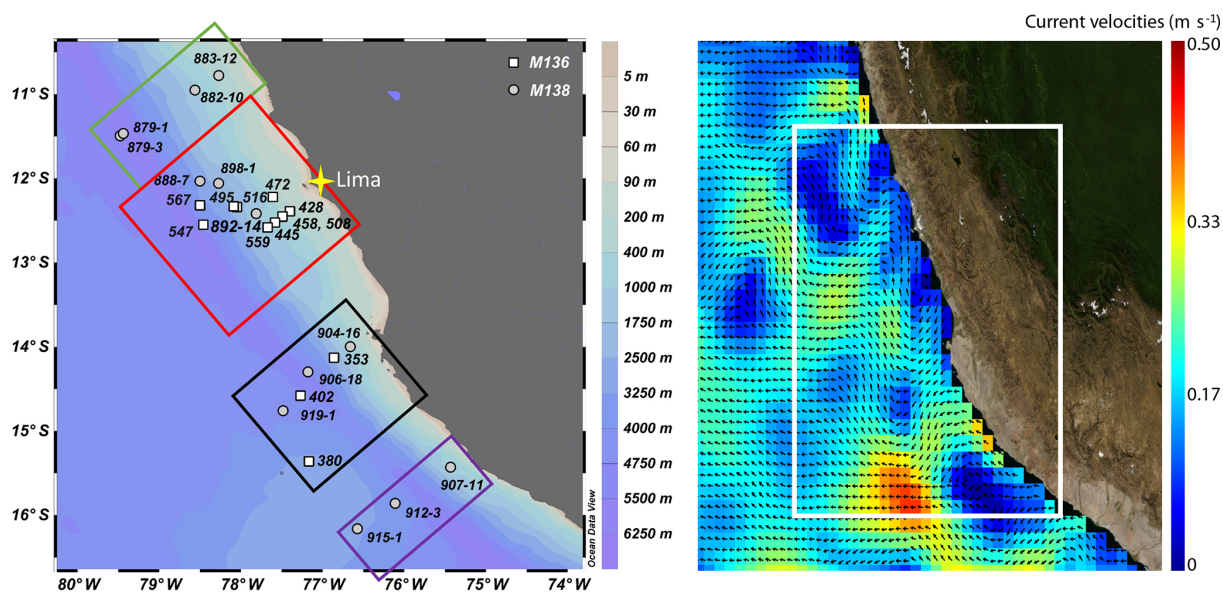 Current velocities (m s⁻¹)
M136
M138
883-12
882-10
879-1
879-3
898-1
888-7
472
567
495
516
428
547
892-14
458, 508
445
559
Lima
904-16
353
906-18
402
919-1
380
907-11
912-3
915-1
11°S
12°S
13°S
14°S
15°S
16°S
80°W
79°W
78°W
77°W
76°W
75°W
74°W
5 m
30 m
60 m
90 m
200 m
400 m
1000 m
1750 m
2500 m
3250 m
4000 m
4750 m
5500 m
6250 m
Ocean Data View
0.50
0.33
0.17
0